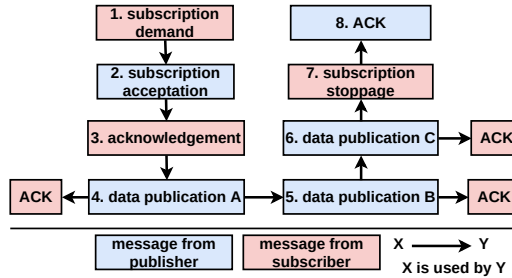 1. subscription
demand
8. ACK
2. subscription
acceptation
7. subscription
stoppage
3. acknowledgement
6. data publication C
ACK
ACK
4. data publication A
5. data publication B
ACK
message from
publisher
message from
subscriber
X
Y
X is used by Y